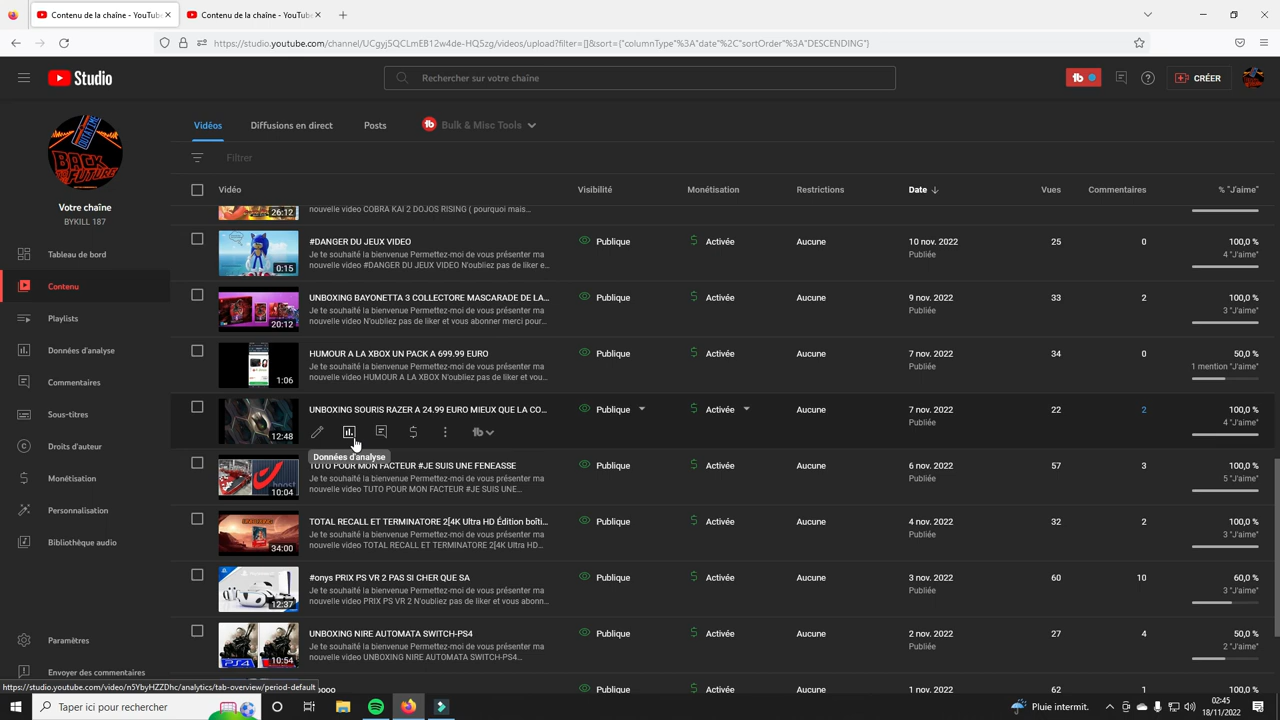 Contenu de la chaîne - YouTube
Contenu de la chaîne - YouTube
https://studio.youtube.com/channel/UCgyj5QCLmEB12w4de-HQ5zg/videos/upload?filter=[]&sort={"columnType"%3A"date"%2C"sortOrder"%3A"DESCENDING"}
Studio
Rechercher sur votre chaîne
tb
CRÉER
BACK
FUTURE
Votre chaîne
BYKILL 187
Tableau de bord
Contenu
Playlists
Données d'analyse
Commentaires
Sous-titres
Droits d'auteur
Monétisation
Personnalisation
Bibliothèque audio
Paramètres
Envoyer des commentaires
Vidéos Diffusions en direct Posts tb Bulk & Misc Tools
Filtrer
Vidéo Visibilité Monétisation Restrictions Date Vues Commentaires % "J'aime"
26:12 nouvelle video COBRA KAI 2 DOJOS RISING ( pourquoi mais...
#DANGER DU JEUX VIDEO Publique Activée Aucune 10 nov. 2022 25 0 100,0 %
Je te souhaité la bienvenue Permettez-moi de vous présenter ma Publiée 4 "J'aime"
0:15 nouvelle video #DANGER DU JEUX VIDEO N'oubliez pas de liker e...
UNBOXING BAYONETTA 3 COLLECTORE MASCARADE DE LA... Publique Activée Aucune 9 nov. 2022 33 2 100,0 %
Je te souhaité la bienvenue Permettez-moi de vous présenter ma Publiée 3 "J'aime"
20:12 nouvelle video N'oubliez pas de liker et vous abonner merci pour...
HUMOUR A LA XBOX UN PACK A 699.99 EURO Publique Activée Aucune 7 nov. 2022 34 0 50,0 %
Je te souhaité la bienvenue Permettez-moi de vous présenter ma Publiée 1 mention "J'aime"
1:06 nouvelle video HUMOUR A LA XBOX N'oubliez pas de liker et vou...
UNBOXING SOURIS RAZER A 24.99 EURO/ MIEUX QUE LA CO... Publique Activée Aucune 7 nov. 2022 22 2 100,0 %
12:48 tb Publiée 4 "J'aime"
Données d'analyse
TUTO POUR MON FACTEUR #JE SUIS UNE FENEASSE Publique Activée Aucune 6 nov. 2022 57 3 100,0 %
Je te souhaité la bienvenue Permettez-moi de vous présenter ma Publiée 5 "J'aime"
10:04 nouvelle video TUTO POUR MON FACTEUR #JE SUIS UNE...
TOTAL RECALL ET TERMINATORE 2[4K Ultra HD Édition boîti... Publique Activée Aucune 4 nov. 2022 32 2 100,0 %
Je te souhaité la bienvenue Permettez-moi de vous présenter ma Publiée 3 "J'aime"
34:00 nouvelle video TOTAL RECALL ET TERMINATORE 2[4K Ultra HD...
#onys PRIX PS VR 2 PAS SI CHER QUE SA Publique Activée Aucune 3 nov. 2022 60 10 60,0 %
Je te souhaité la bienvenue Permettez-moi de vous présenter ma Publiée 3 "J'aime"
12:37 nouvelle video PRIX PS VR 2 N'oubliez pas de liker et vous abonn...
UNBOXING NIRE AUTOMATA SWITCH-PS4 Publique Activée Aucune 2 nov. 2022 27 4 50,0 %
Je te souhaité la bienvenue Permettez-moi de vous présenter ma Publiée 2 "J'aime"
10:54 nouvelle video UNBOXING NIRE AUTOMATA SWITCH-PS4...
Publique Activée Aucune 1 nov. 2022 62 1 100,0 %
https://studio.youtube.com/video/n5YbyHZZDhc/analytics/tab-overview/period-default
Taper ici pour rechercher
Pluie intermit.
02:45
18/11/2022